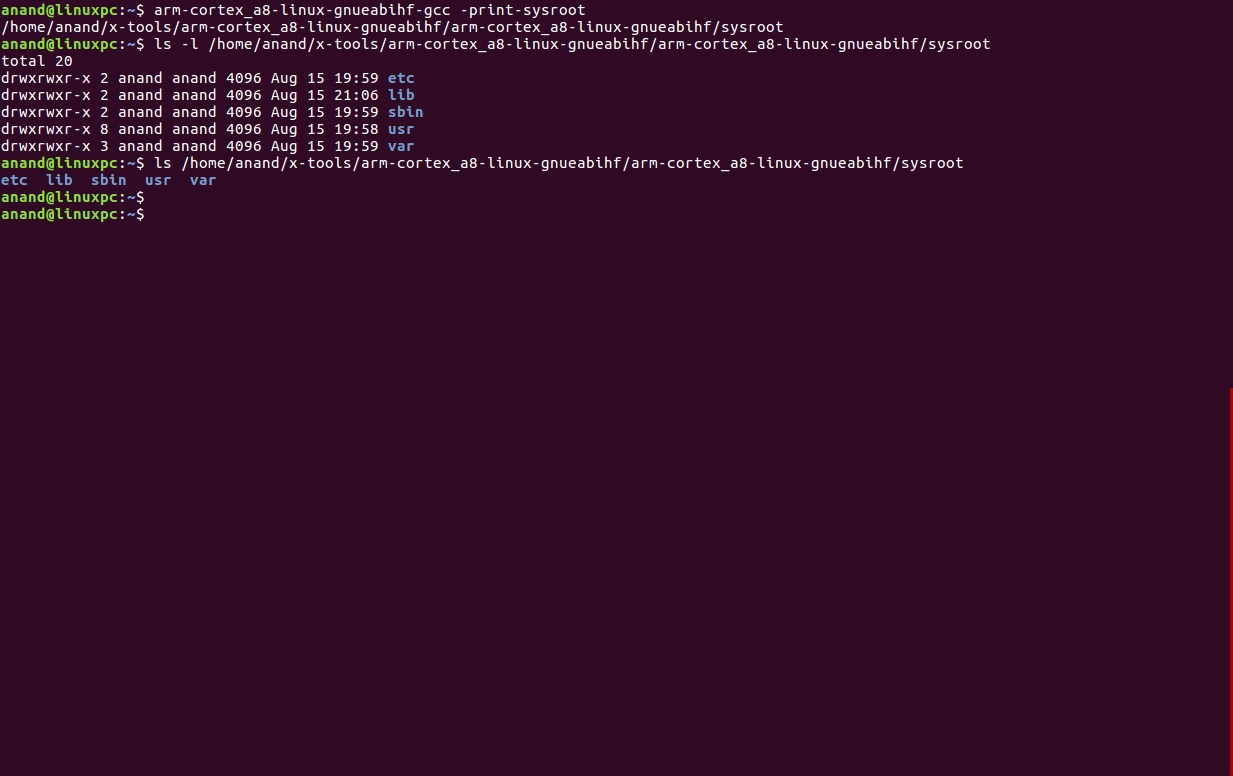 anand@linuxpc:~$ arm-cortex_a8-linux-gnueabihf-gcc -print-sysroot
/home/anand/x-tools/arm-cortex_a8-linux-gnueabihf/arm-cortex_a8-linux-gnueabihf/sysroot
anand@linuxpc:~$ ls -l /home/anand/x-tools/arm-cortex_a8-linux-gnueabihf/arm-cortex_a8-linux-gnueabihf/sysroot
total 20
drwxrwxr-x 2 anand anand 4096 Aug 15 19:59 etc
drwxrwxr-x 2 anand anand 4096 Aug 15 21:06 lib
drwxrwxr-x 2 anand anand 4096 Aug 15 19:59 sbin
drwxrwxr-x 8 anand anand 4096 Aug 15 19:58 usr
drwxrwxr-x 3 anand anand 4096 Aug 15 19:59 var
anand@linuxpc:~$ ls /home/anand/x-tools/arm-cortex_a8-linux-gnueabihf/arm-cortex_a8-linux-gnueabihf/sysroot
etc  lib  sbin  usr  var
anand@linuxpc:~$
anand@linuxpc:~$